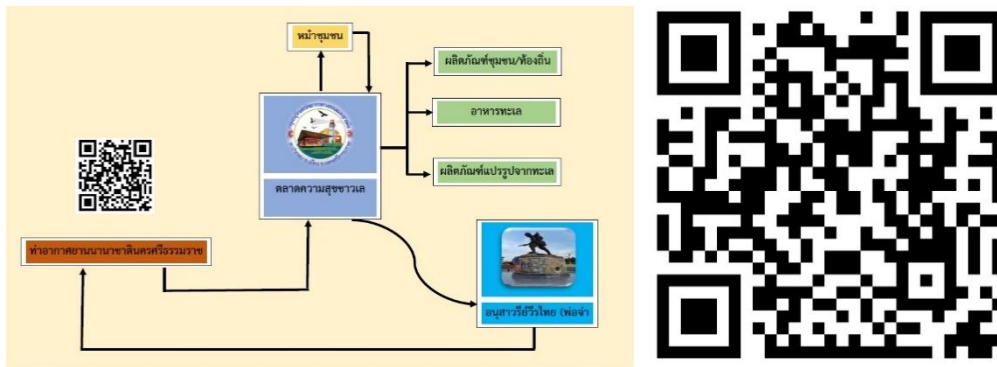 หม้ำชุมชน
ผลิตภัณฑ์ชุมชน/ท้องถิ่น
อาหารทะเล
ผลิตภัณฑ์แปรรูปจากทะเล
ตลาดความสุขชาวเล
ท่าอากาศยานนานาชาตินครศรีธรรมราช
อนุสาวรีย์วีรไทย (พ่อจ่า